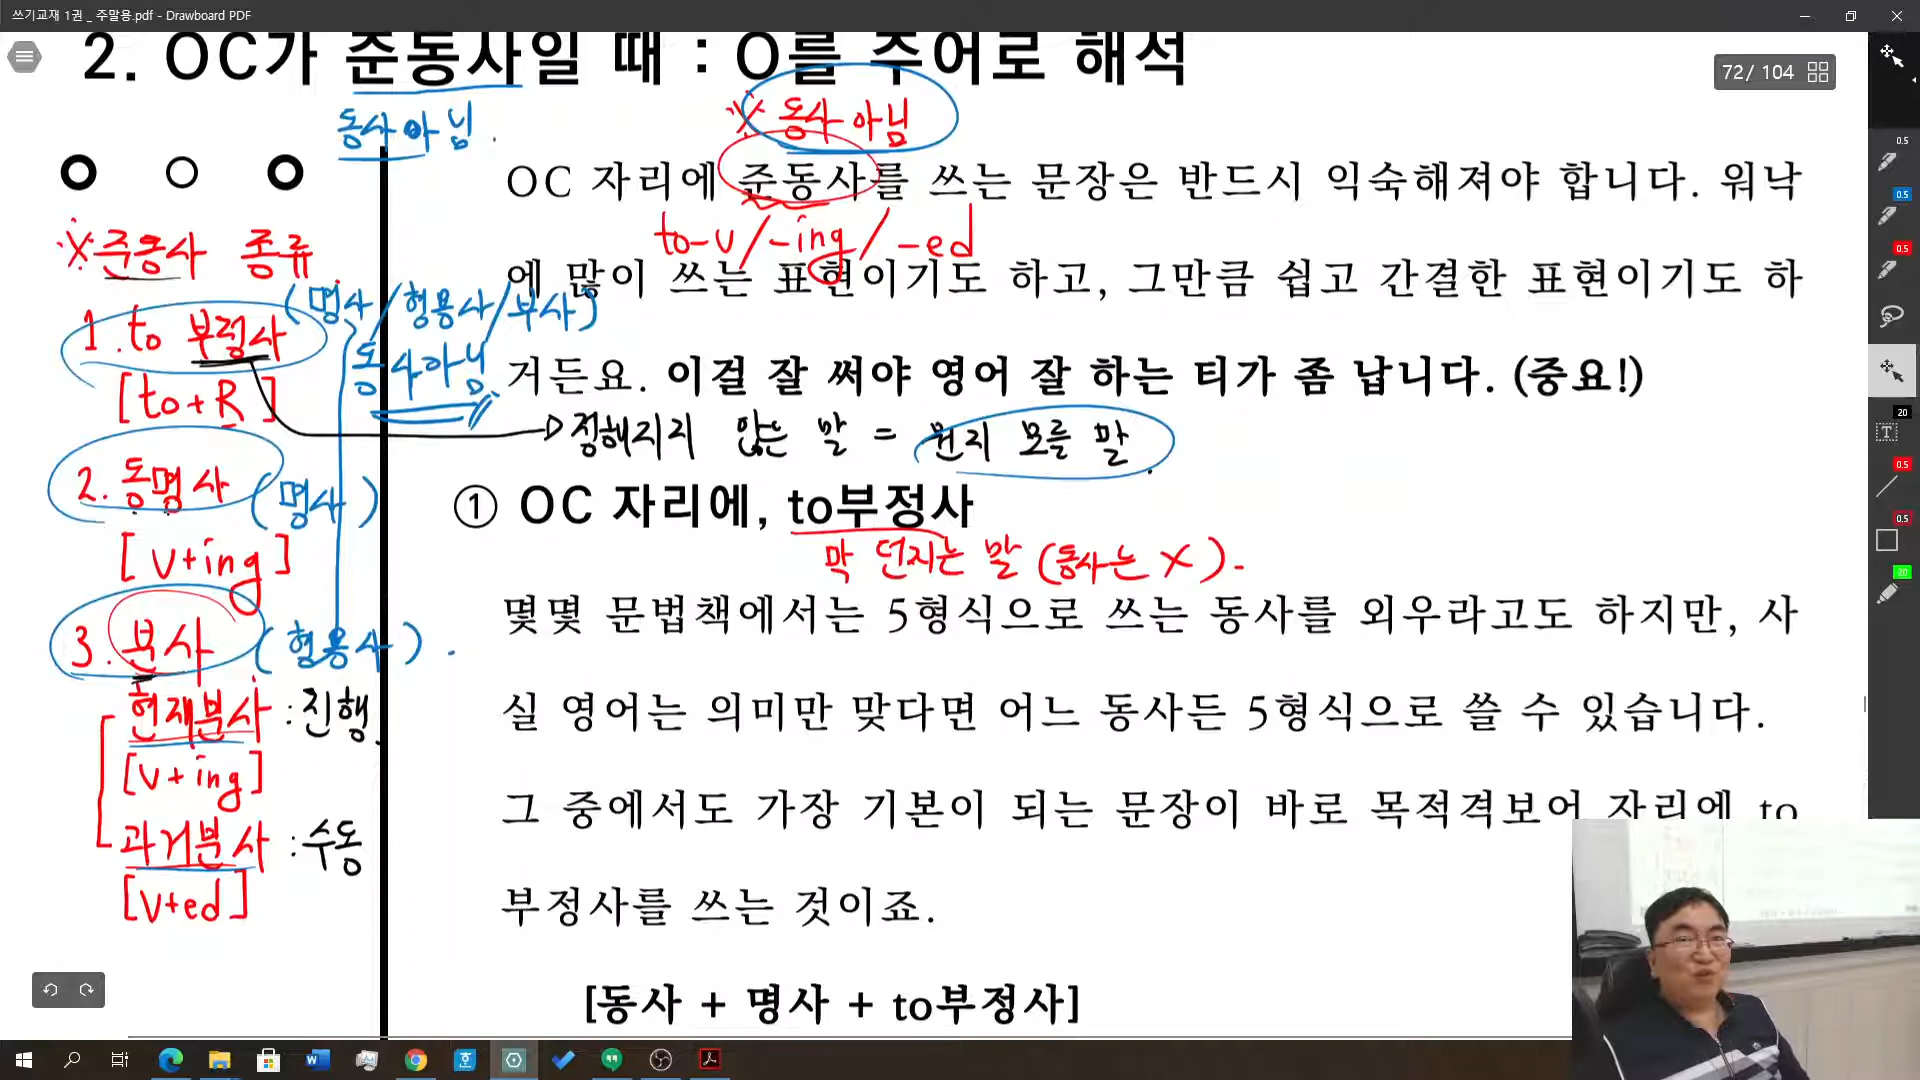 쓰기교재 1권 _ 주말용.pdf - Drawboard PDF
2. OC가 준동사일 때 : O를 주어로 해석
72/ 104
동사 아님.
※ 동사 아님
OC 자리에 준동사를 쓰는 문장은 반드시 익숙해져야 합니다. 워낙
to-v / -ing / -ed
에 많이 쓰는 표현이기도 하고, 그만큼 쉽고 간결한 표현이기도 하
거든요. 이걸 잘 써야 영어 잘 하는 티가 좀 납니다. (중요!)
정해지지 않은 말 = 뭔지 모를 말.
① OC 자리에, to부정사
막 던지는 말 (동사는 X).
몇몇 문법책에서는 5형식으로 쓰는 동사를 외우라고도 하지만, 사
실 영어는 의미만 맞다면 어느 동사든 5형식으로 쓸 수 있습니다.
그 중에서도 가장 기본이 되는 문장이 바로 목적격보어 자리에 to
부정사를 쓰는 것이죠.
[동사 + 명사 + to부정사]
※ 준동사 종류
1. to 부정사 (명사/형용사/부사)
동사아님
[to+R]
2. 동명사 (명사)
[v+ing]
3. 분사 (형용사).
현재분사 : 진행.
[v+ing]
과거분사 : 수동
[v+ed]
0.5
0.5
0.5
20
T
0.5
0.5
20